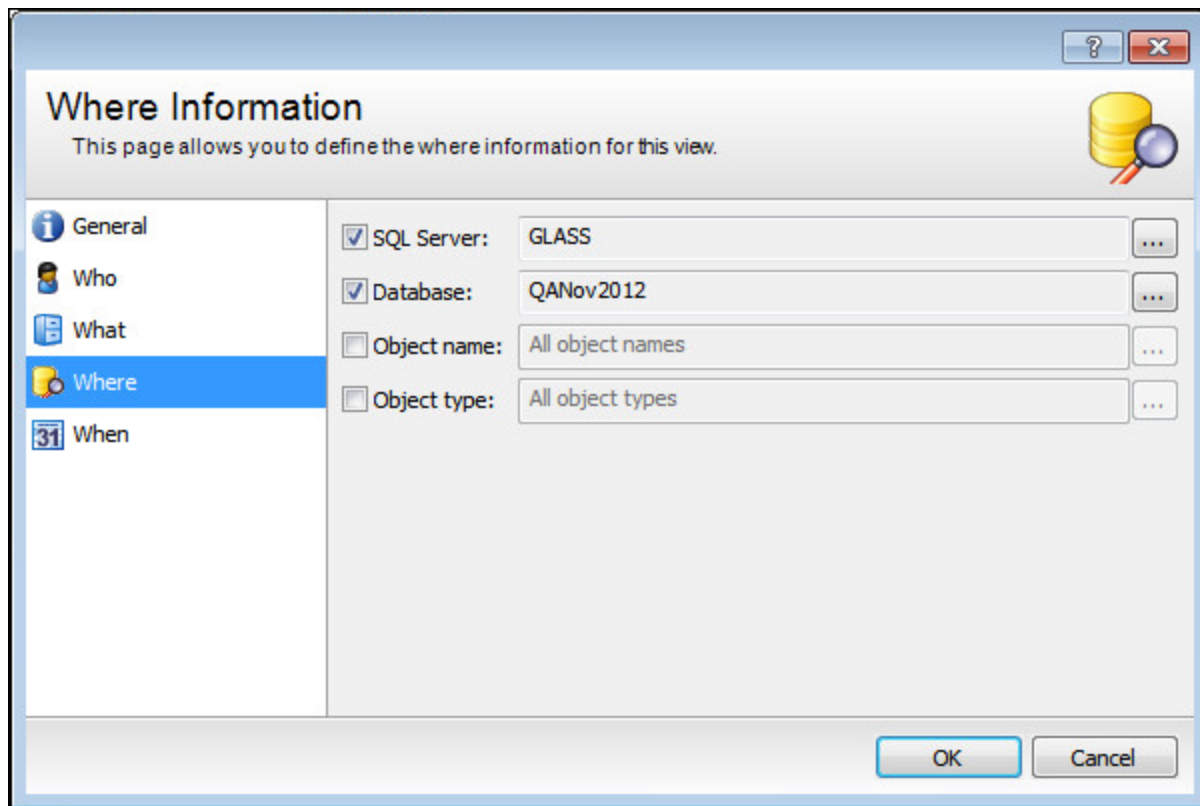 ?
Where Information
This page allows you to define the where information for this view.
General
Who
What
Where
31 When
SQL Server: GLASS ...
Database: QANov2012 ...
Object name: All object names ...
Object type: All object types ...
OK Cancel